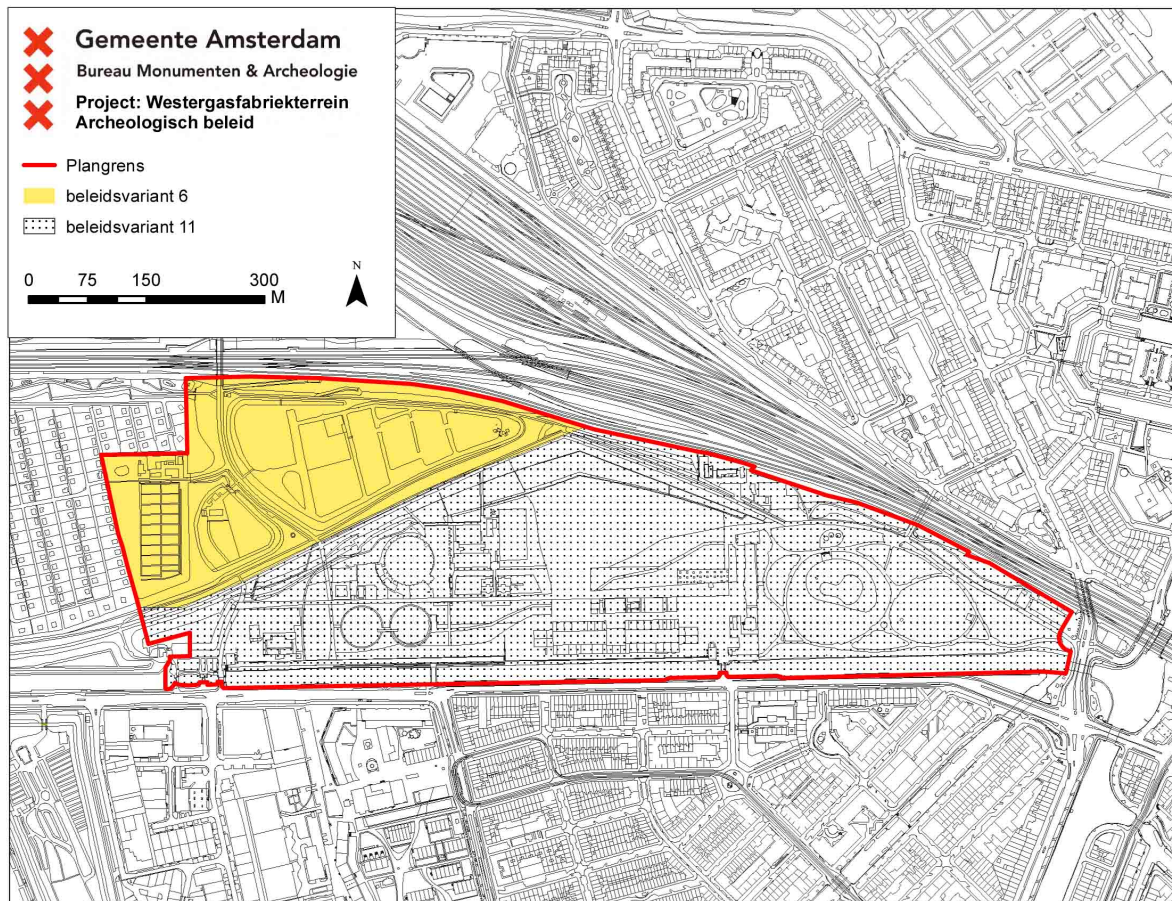 Gemeente Amsterdam
Bureau Monumenten & Archeologie
Project: Westergasfabriekterrein
Archeologisch beleid
Plangrens
beleidsvariant 6
beleidsvariant 11
0 75 150 300
M
N